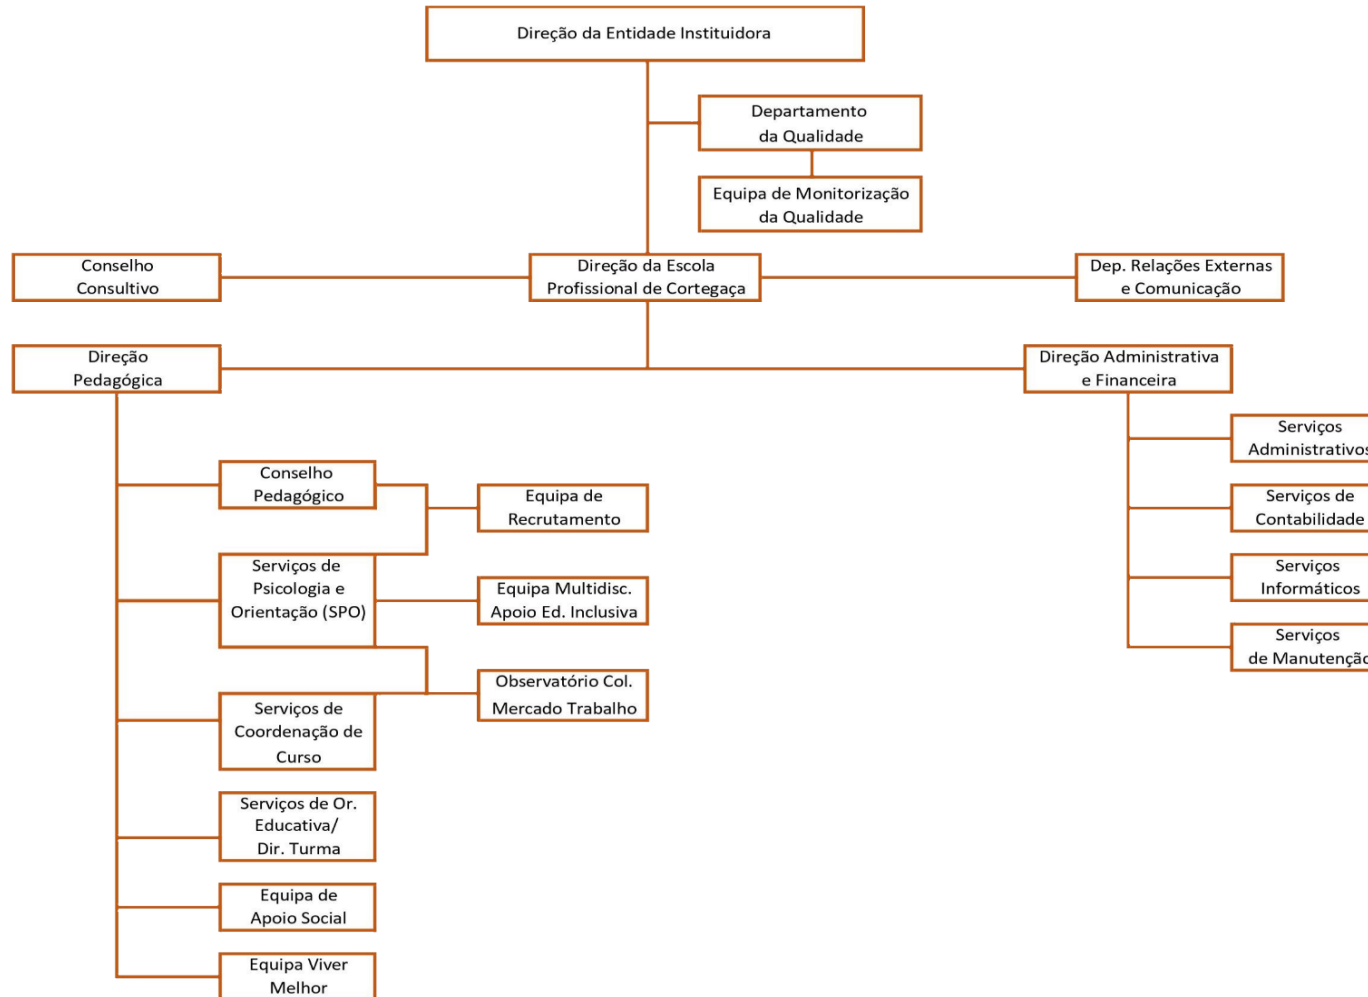 Direção da Entidade Instituidora
Departamento
da Qualidade
Equipa de Monitorização
da Qualidade
Conselho
Consultivo
Direção da Escola
Profissional de Cortegaça
Dep. Relações Externas
e Comunicação
Direção
Pedagógica
Direção Administrativa
e Financeira
Conselho
Pedagógico
Equipa de
Recrutamento
Serviços de
Psicologia e
Orientação (SPO)
Equipa Multidisc.
Apoio Ed. Inclusiva
Observatório Col.
Mercado Trabalho
Serviços de
Coordenação de
Curso
Serviços de Or.
Educativa/
Dir. Turma
Equipa de
Apoio Social
Equipa Viver
Melhor
Serviços
Administrativos
Serviços de
Contabilidade
Serviços
Informáticos
Serviços
de Manutenção